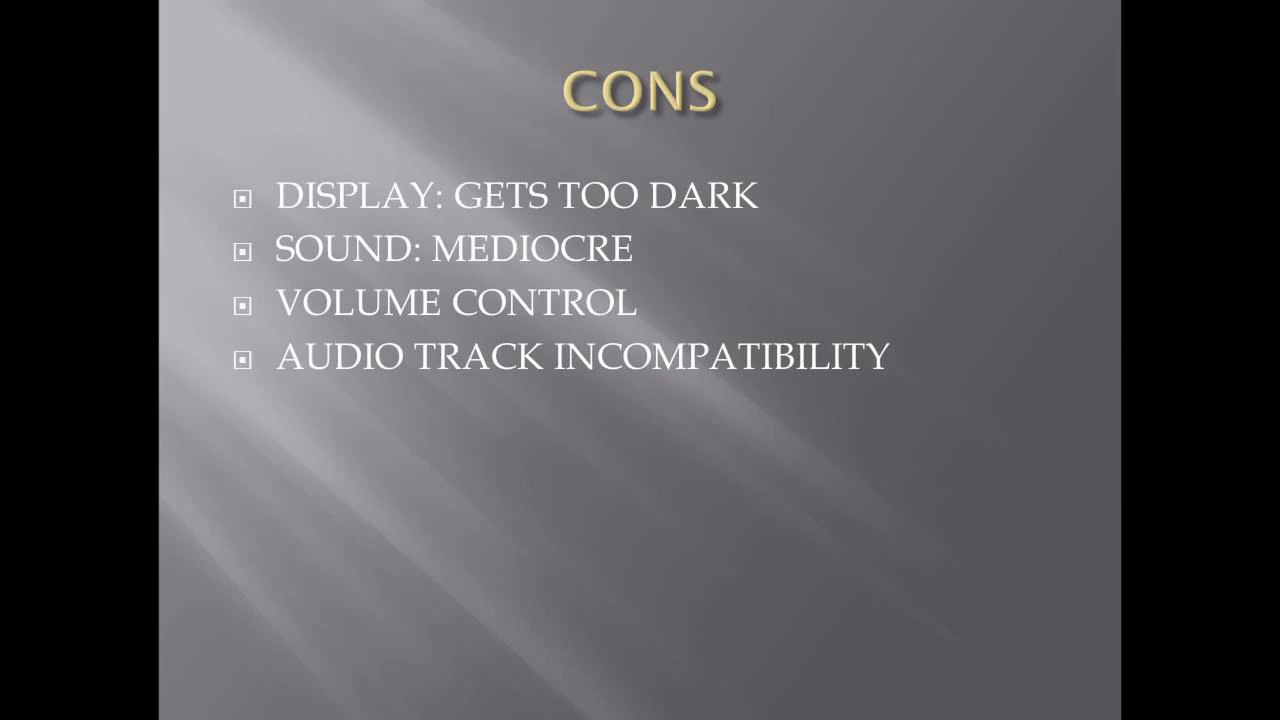 CONS
DISPLAY: GETS TOO DARK
SOUND: MEDIOCRE
VOLUME CONTROL
AUDIO TRACK INCOMPATIBILITY